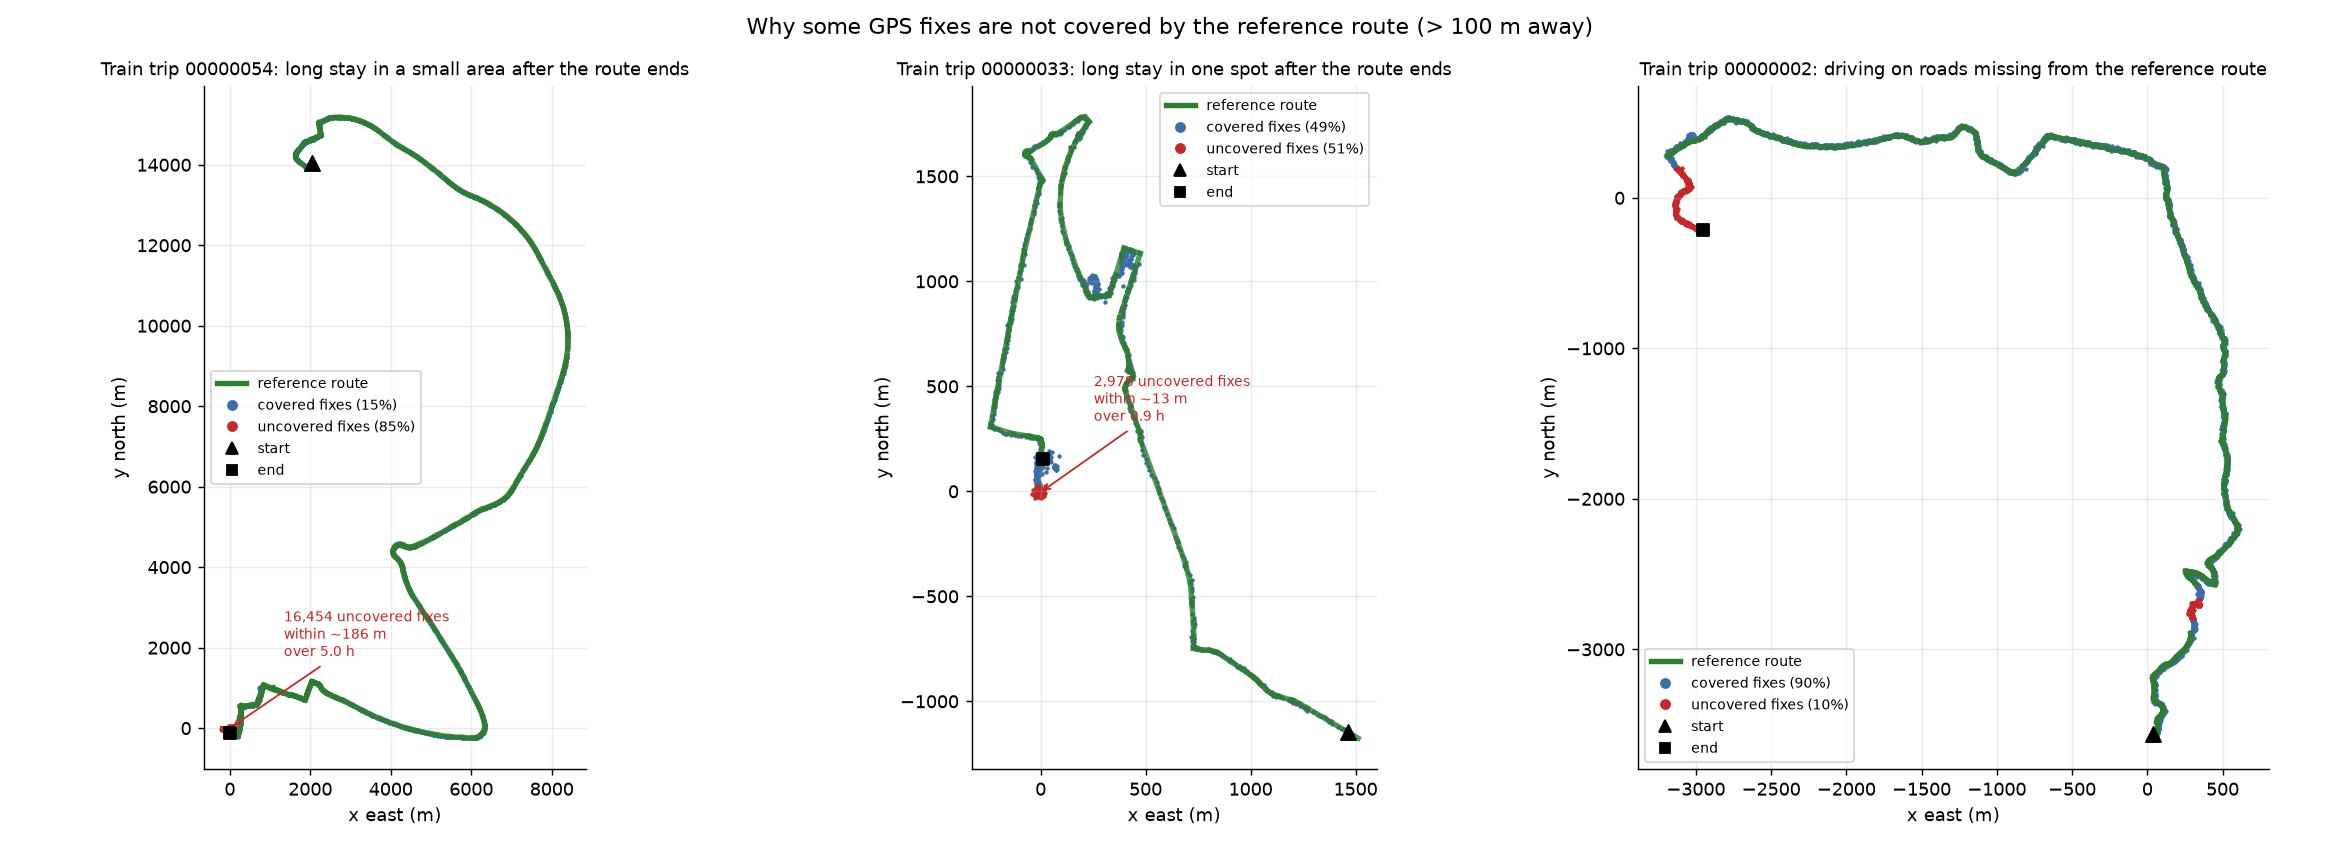 Why some GPS fixes are not covered by the reference route (> 100 m away)
Train trip 00000054: long stay in a small area after the route ends
14000
12000
10000
8000
6000
4000
2000
0
y north (m)
reference route
covered fixes (15%)
uncovered fixes (85%)
start
end
16,454 uncovered fixes
within ~186 m
over 5.0 h
0
2000
4000
6000
8000
x east (m)
Train trip 00000033: long stay in one spot after the route ends
reference route
covered fixes (49%)
uncovered fixes (51%)
start
end
1500
1000
500
0
−500
−1000
y north (m)
uncovered fixes
within ~13 m
over h
0
500
1000
1500
x east (m)
Train trip 00000002: driving on roads missing from the reference route
0
−1000
−2000
−3000
y north (m)
reference route
covered fixes (90%)
uncovered fixes (10%)
start
end
−3000
−2500
−2000
−1500
−1000
−500
0
500
x east (m)